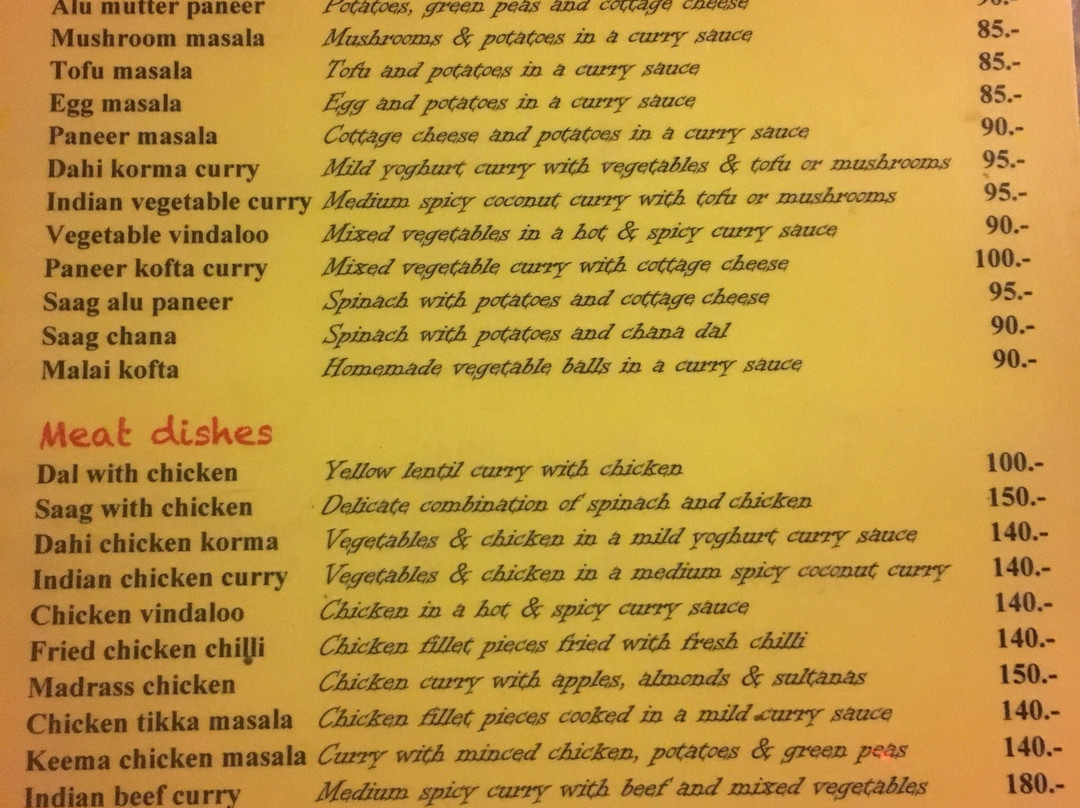 Alu mutter paneer Potatoes, green peas and cottage cheese 90.-
Mushroom masala Mushrooms & potatoes in a curry sauce 85.-
Tofu masala Tofu and potatoes in a curry sauce 85.-
Egg masala Egg and potatoes in a curry sauce 85.-
Paneer masala Cottage cheese and potatoes in a curry sauce 90.-
Dahi korma curry Mild yoghurt curry with vegetables & tofu or mushrooms 95.-
Indian vegetable curry Medium spicy coconut curry with tofu or mushrooms 95.-
Vegetable vindaloo Mixed vegetables in a hot & spicy curry sauce 90.-
Paneer kofta curry Mixed vegetable curry with cottage cheese 100.-
Saag alu paneer Spinach with potatoes and cottage cheese 95.-
Saag chana Spinach with potatoes and chana dal 90.-
Malai kofta Homemade vegetable balls in a curry sauce 90.-
Meat dishes
Dal with chicken Yellow lentil curry with chicken 100.-
Saag with chicken Delicate combination of spinach and chicken 150.-
Dahi chicken korma Vegetables & chicken in a mild yoghurt curry sauce 140.-
Indian chicken curry Vegetables & chicken in a medium spicy coconut curry 140.-
Chicken vindaloo Chicken in a hot & spicy curry sauce 140.-
Fried chicken chilli Chicken fillet pieces fried with fresh chilli 140.-
Madrass chicken Chicken curry with apples, almonds & sultanas 150.-
Chicken tikka masala Chicken fillet pieces cooked in a mild curry sauce 140.-
Keema chicken masala Curry with minced chicken, potatoes & green peas 140.-
Indian beef curry Medium spicy curry with beef and mixed vegetables 180.-